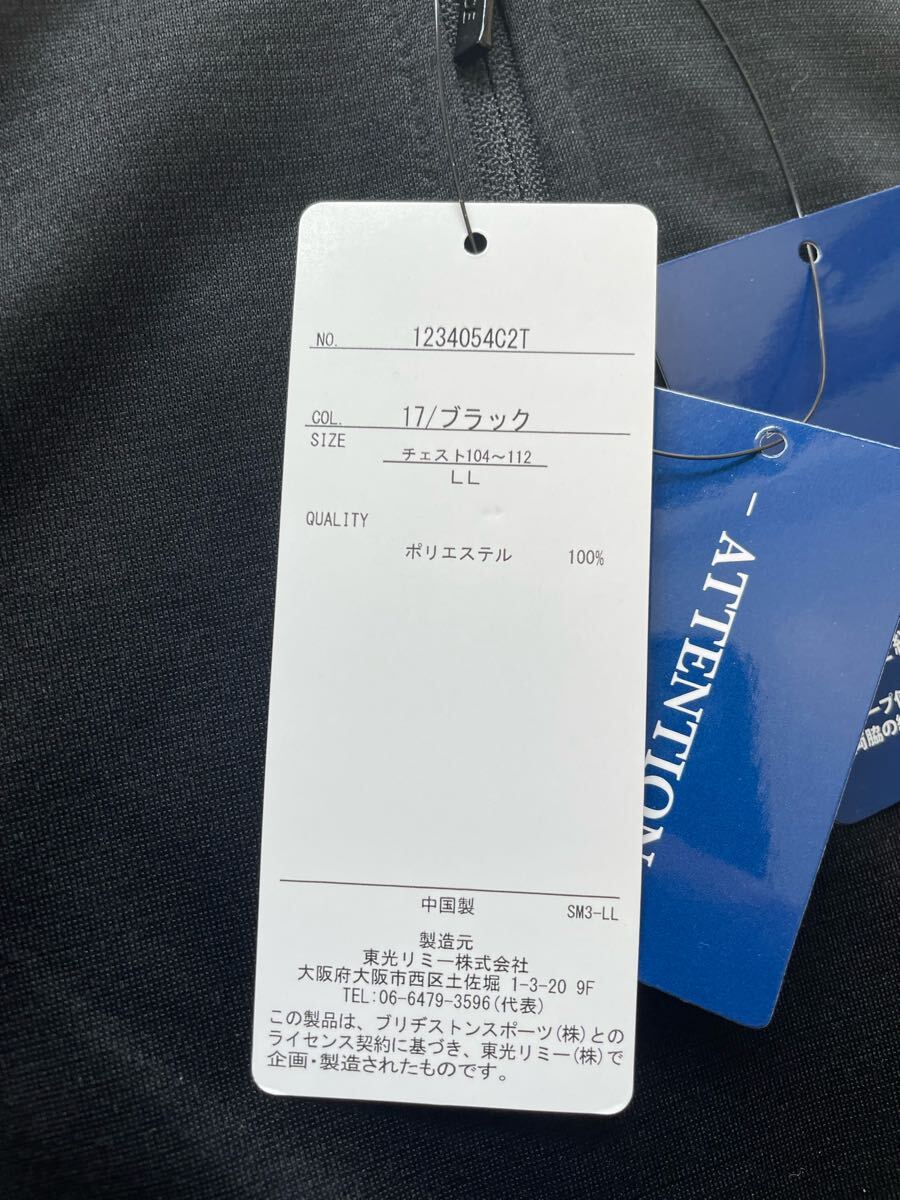 CE
NO. 1234054C2T
COL. 17/ブラック
SIZE
チェスト104〜112
LL
QUALITY
ポリエステル 100%
中国製 SM3-LL
製造元
東光リミー株式会社
大阪府大阪市西区土佐堀 1-3-20 9F
TEL:06-6479-3596(代表)
この製品は、ブリヂストンスポーツ(株)との
ライセンス契約に基づき、東光リミー(株)で
企画・製造されたものです。
- ATTENTION